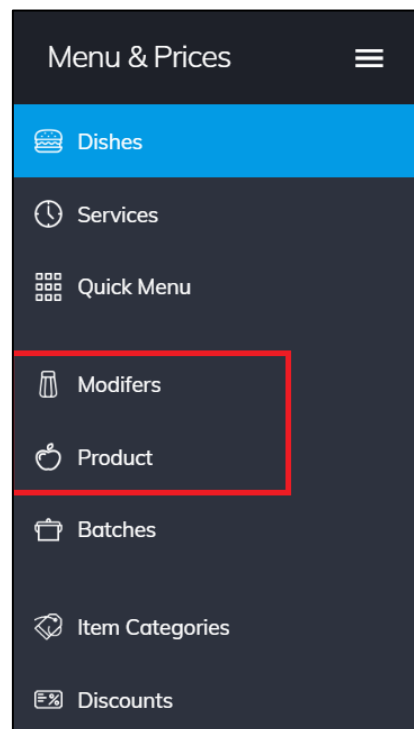 Menu & Prices
Dishes
Services
Quick Menu
Modifers
Product
Batches
Item Categories
Discounts